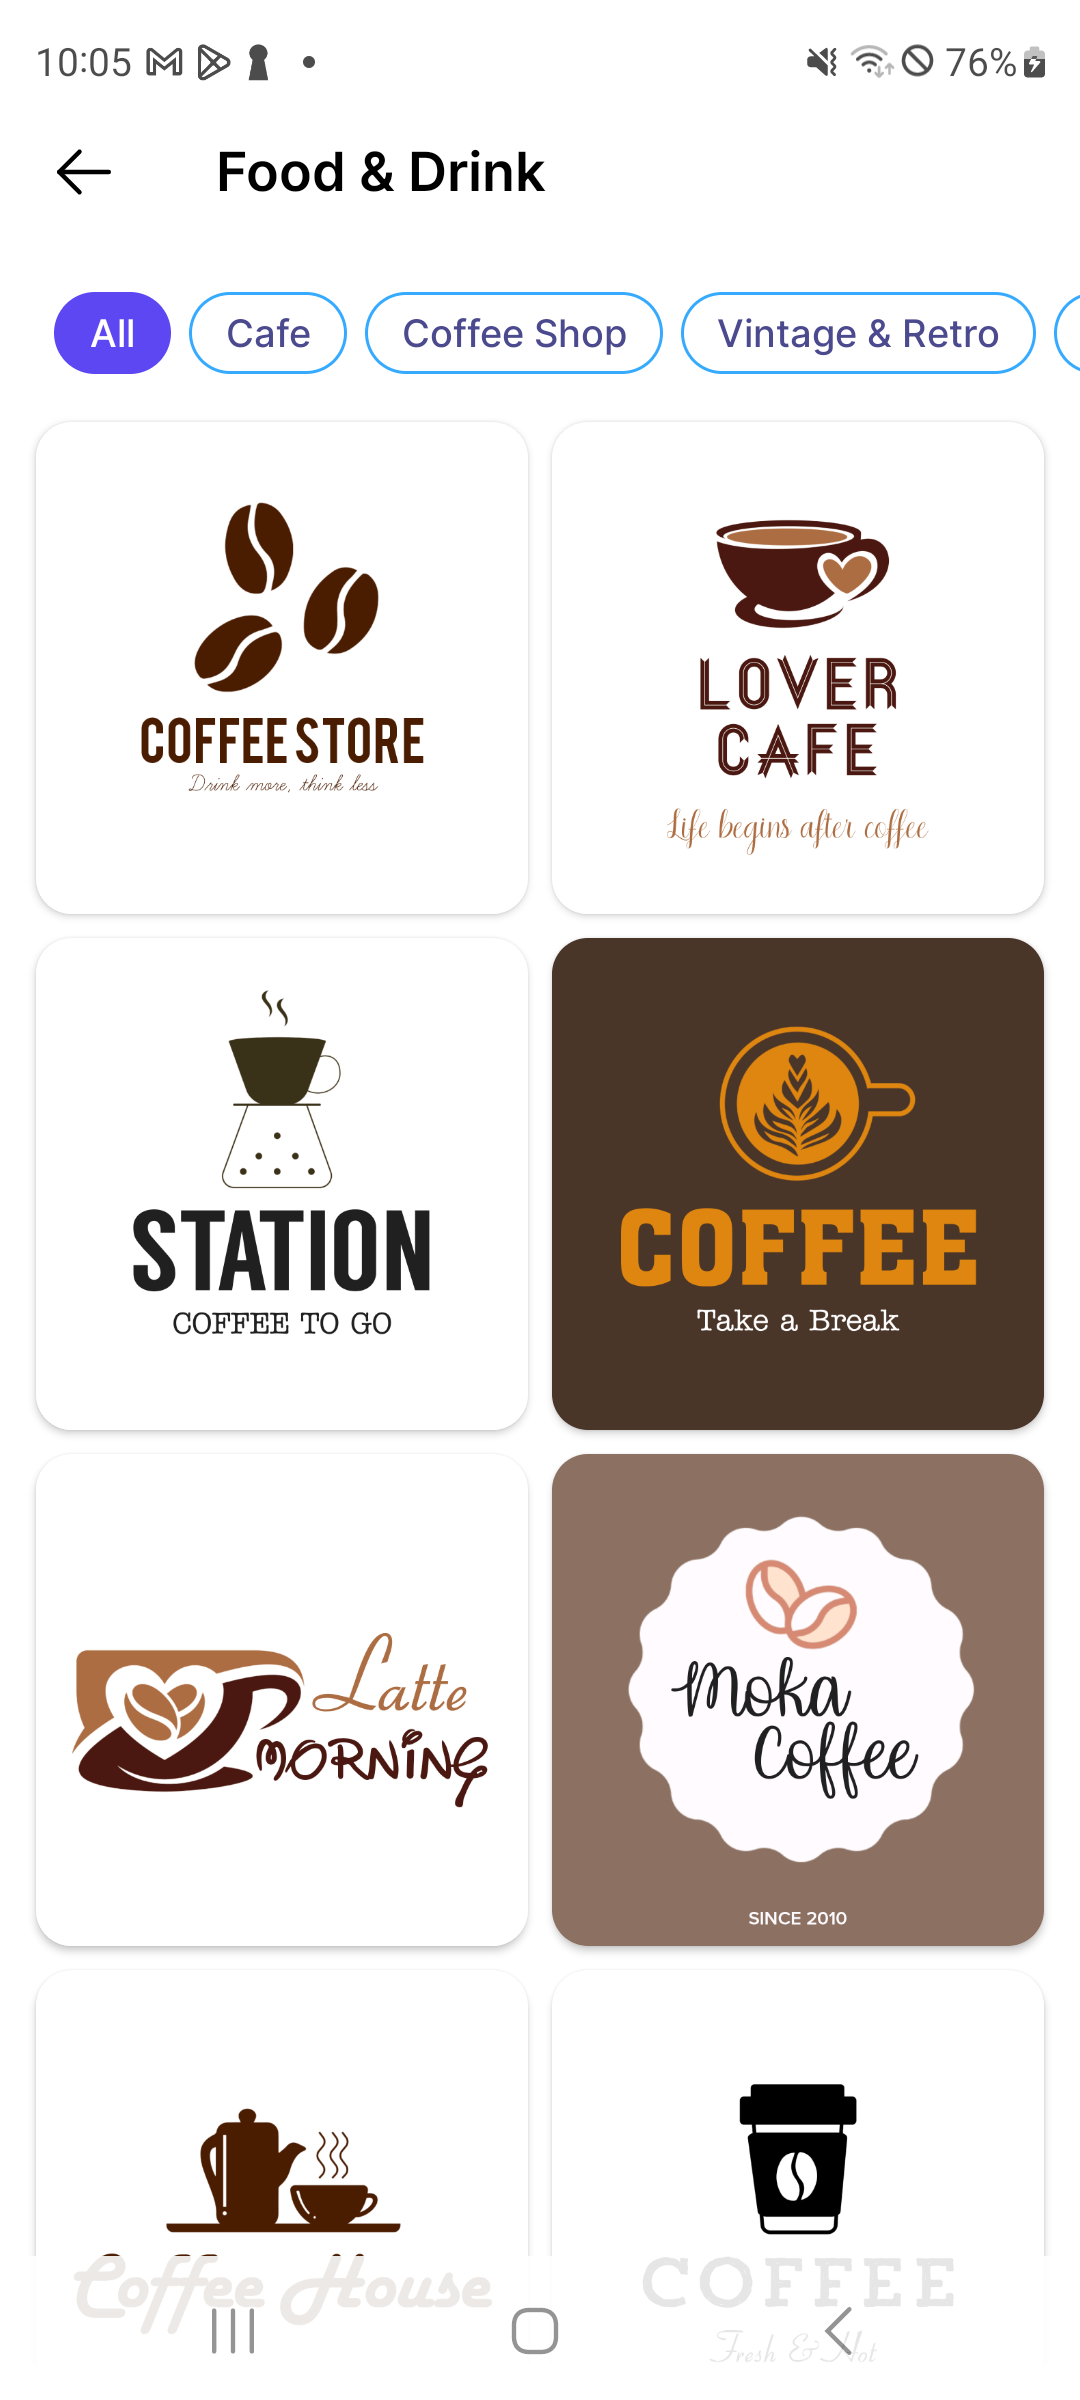 10:05
76%
Food & Drink
All
Cafe
Coffee Shop
Vintage & Retro
COFFEE STORE
Drink more, think less
LOVER
CAFE
Life begins after coffee
STATION
COFFEE TO GO
COFFEE
Take a Break
Latte
MORNING
Moka
Coffee
SINCE 2010
Coffee House
COFFEE
Fresh & Hot